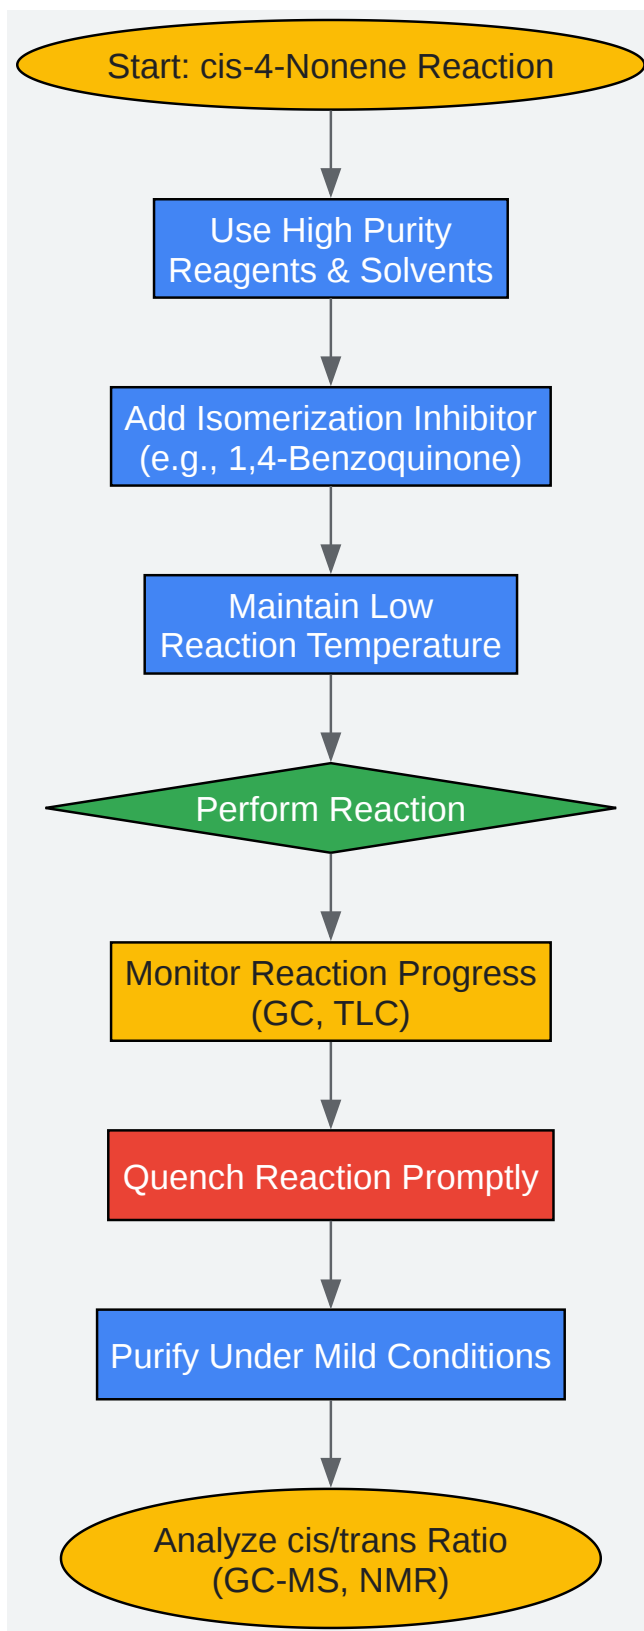 Start: cis-4-Nonene Reaction
Use High Purity
Reagents & Solvents
Add Isomerization Inhibitor
(e.g., 1,4-Benzoquinone)
Maintain Low
Reaction Temperature
Perform Reaction
Monitor Reaction Progress
(GC, TLC)
Quench Reaction Promptly
Purify Under Mild Conditions
Analyze cis/trans Ratio
(GC-MS, NMR)